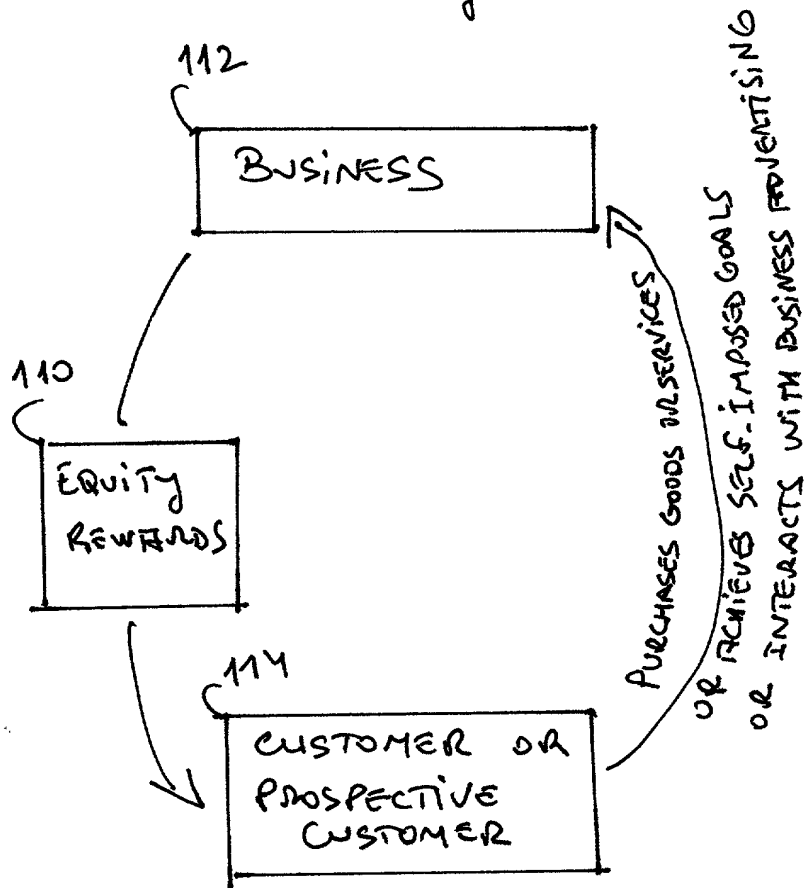 112
BUSINESS
110
EQUITY
REWARDS
114
CUSTOMER OR
PROSPECTIVE
CUSTOMER
PURCHASES GOODS OR SERVICES
OR ACHIEVES SELF-IMPOSED GOALS
OR INTERACTS WITH BUSINESS ADVERTISING